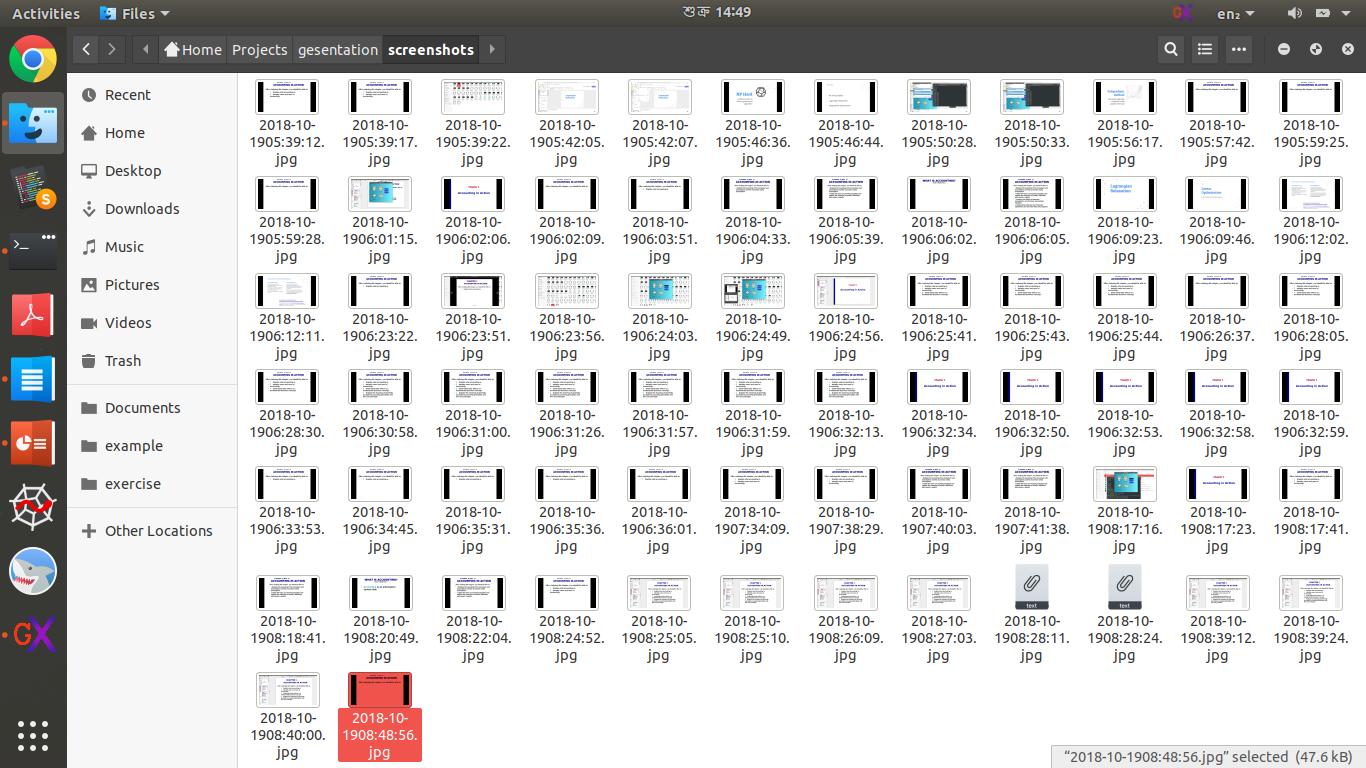 Activities Files শুক্র 14:49 en₂
Home Projects gesentation screenshots
Recent
Home
Desktop
Downloads
Music
Pictures
Videos
Trash
Documents
example
exercise
Other Locations
2018-10- 2018-10- 2018-10- 2018-10- 2018-10- 2018-10- 2018-10- 2018-10- 2018-10- 2018-10- 2018-10- 2018-10-
1905:39:12. 1905:39:17. 1905:39:22. 1905:42:05. 1905:42:07. 1905:46:36. 1905:46:44. 1905:50:28. 1905:50:33. 1905:56:17. 1905:57:42. 1905:59:25.
jpg jpg jpg jpg jpg jpg jpg jpg jpg jpg jpg jpg
2018-10- 2018-10- 2018-10- 2018-10- 2018-10- 2018-10- 2018-10- 2018-10- 2018-10- 2018-10- 2018-10- 2018-10-
1905:59:28. 1906:01:15. 1906:02:06. 1906:02:09. 1906:03:51. 1906:04:33. 1906:05:39. 1906:06:02. 1906:06:05. 1906:09:23. 1906:09:46. 1906:12:02.
jpg jpg jpg jpg jpg jpg jpg jpg jpg jpg jpg jpg
2018-10- 2018-10- 2018-10- 2018-10- 2018-10- 2018-10- 2018-10- 2018-10- 2018-10- 2018-10- 2018-10- 2018-10-
1906:12:11. 1906:23:22. 1906:23:51. 1906:23:56. 1906:24:03. 1906:24:49. 1906:24:56. 1906:25:41. 1906:25:43. 1906:25:44. 1906:26:37. 1906:28:05.
jpg jpg jpg jpg jpg jpg jpg jpg jpg jpg jpg jpg
2018-10- 2018-10- 2018-10- 2018-10- 2018-10- 2018-10- 2018-10- 2018-10- 2018-10- 2018-10- 2018-10- 2018-10-
1906:28:30. 1906:30:58. 1906:31:00. 1906:31:26. 1906:31:57. 1906:31:59. 1906:32:13. 1906:32:34. 1906:32:50. 1906:32:53. 1906:32:58. 1906:32:59.
jpg jpg jpg jpg jpg jpg jpg jpg jpg jpg jpg jpg
2018-10- 2018-10- 2018-10- 2018-10- 2018-10- 2018-10- 2018-10- 2018-10- 2018-10- 2018-10- 2018-10- 2018-10-
1906:33:53. 1906:34:45. 1906:35:31. 1906:35:36. 1906:36:01. 1907:34:09. 1907:38:29. 1907:40:03. 1907:41:38. 1908:17:16. 1908:17:23. 1908:17:41.
jpg jpg jpg jpg jpg jpg jpg jpg jpg jpg jpg jpg
text text
2018-10- 2018-10- 2018-10- 2018-10- 2018-10- 2018-10- 2018-10- 2018-10- 2018-10- 2018-10- 2018-10- 2018-10-
1908:18:41. 1908:20:49. 1908:22:04. 1908:24:52. 1908:25:05. 1908:25:10. 1908:26:09. 1908:27:03. 1908:28:11. 1908:28:24. 1908:39:12. 1908:39:24.
jpg jpg jpg jpg jpg jpg jpg jpg jpg jpg jpg jpg
2018-10- 2018-10-
1908:40:00. 1908:48:56.
jpg jpg
“2018-10-1908:48:56.jpg” selected (47.6 kB)